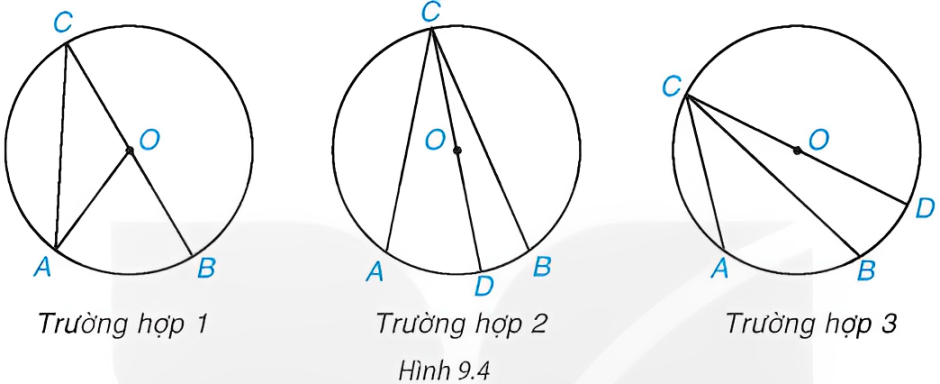 C
O
A
B
Trường hợp 1
C
O
A
D
B
Trường hợp 2
C
O
D
A
B
Trường hợp 3
Hình 9.4